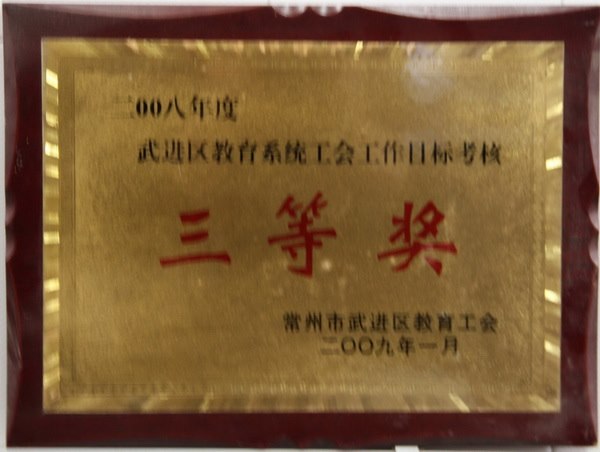 二00八年度
武进区教育系统工会工作目标考核
三等奖
常州市武进区教育工会
二〇〇九年一月